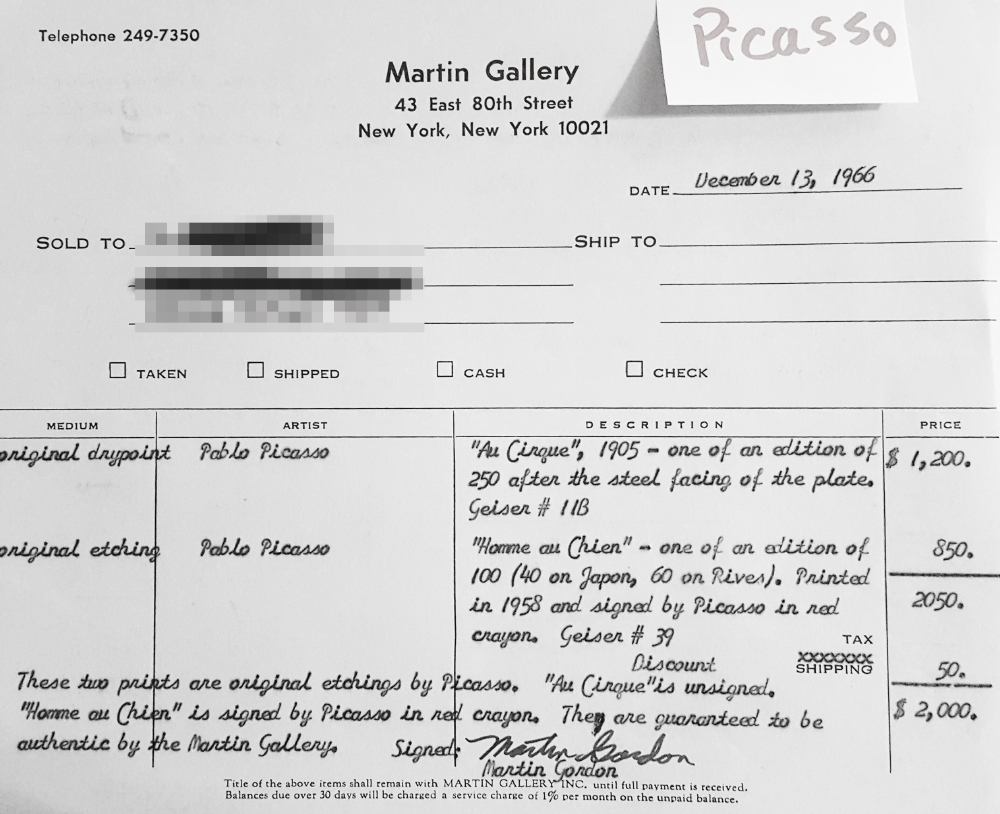 Picasso
Telephone 249-7350
Martin Gallery
43 East 80th Street
New York, New York 10021
DATE December 13, 1966
SOLD TO SHIP TO
TAKEN SHIPPED CASH CHECK
MEDIUM ARTIST DESCRIPTION PRICE
original drypoint Pablo Picasso "Au Cirque", 1905 - one of an edition of $ 1,200.
250 after the steel facing of the plate.
Geiser # 11B
original etching Pablo Picasso "Homme au Chien" - one of an edition of 850.
100 (40 on Japon, 60 on Rives). Printed
in 1958 and signed by Picasso in red 2050.
crayon. Geiser # 39 TAX
Discount SHIPPING 50.
These two prints are original etchings by Picasso. "Au Cirque" is unsigned.
"Homme au Chien" is signed by Picasso in red crayon. They are guaranteed to be $ 2,000.
authentic by the Martin Gallery. Signed: Martin Gordon
Martin Gordon
Title of the above items shall remain with MARTIN GALLERY INC. until full payment is received.
Balances due over 30 days will be charged a service charge of 1% per month on the unpaid balance.